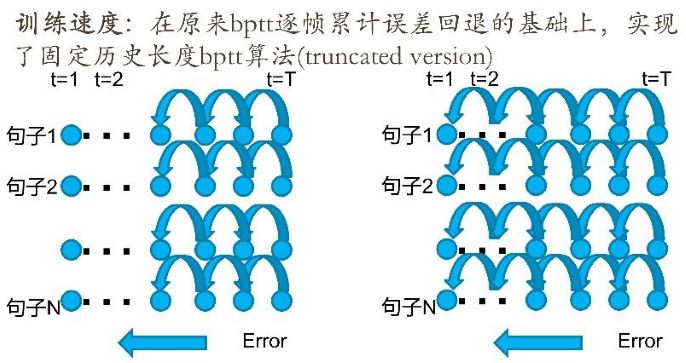 训练速度：在原来bptt逐帧累计误差回退的基础上，实现
了固定历史长度bptt算法(truncated version)
t=1 t=2 t=T t=1 t=2 t=T
句子1 句子1
句子2 句子2
句子N 句子N
Error Error